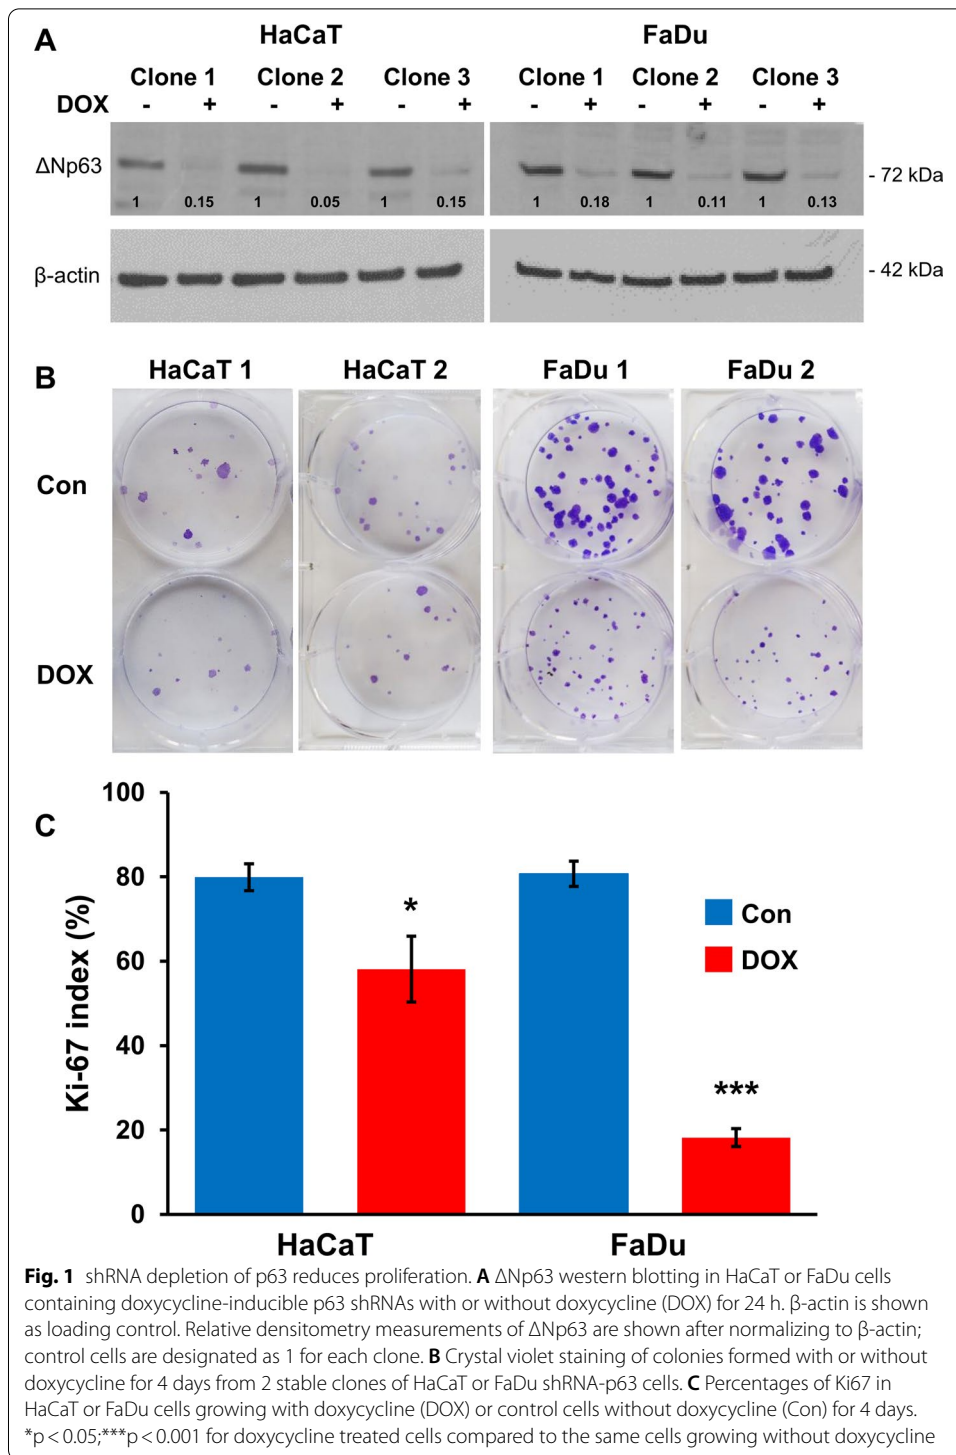 A
HaCaT FaDu
Clone 1 Clone 2 Clone 3 Clone 1 Clone 2 Clone 3
DOX - + - + - + - + - + - +
ΔNp63 - 72 kDa
1 0.15 1 0.05 1 0.15 1 0.18 1 0.11 1 0.13
β-actin - 42 kDa
B
HaCaT 1 HaCaT 2 FaDu 1 FaDu 2
Con
DOX
C
Ki-67 index (%)
100
80
60
40
20
0
* ***
Con
DOX
HaCaT FaDu
Fig. 1 shRNA depletion of p63 reduces proliferation. A ΔNp63 western blotting in HaCaT or FaDu cells
containing doxycycline-inducible p63 shRNAs with or without doxycycline (DOX) for 24 h. β-actin is shown
as loading control. Relative densitometry measurements of ΔNp63 are shown after normalizing to β-actin;
control cells are designated as 1 for each clone. B Crystal violet staining of colonies formed with or without
doxycycline for 4 days from 2 stable clones of HaCaT or FaDu shRNA-p63 cells. C Percentages of Ki67 in
HaCaT or FaDu cells growing with doxycycline (DOX) or control cells without doxycycline (Con) for 4 days.
*p < 0.05;***p < 0.001 for doxycycline treated cells compared to the same cells growing without doxycycline